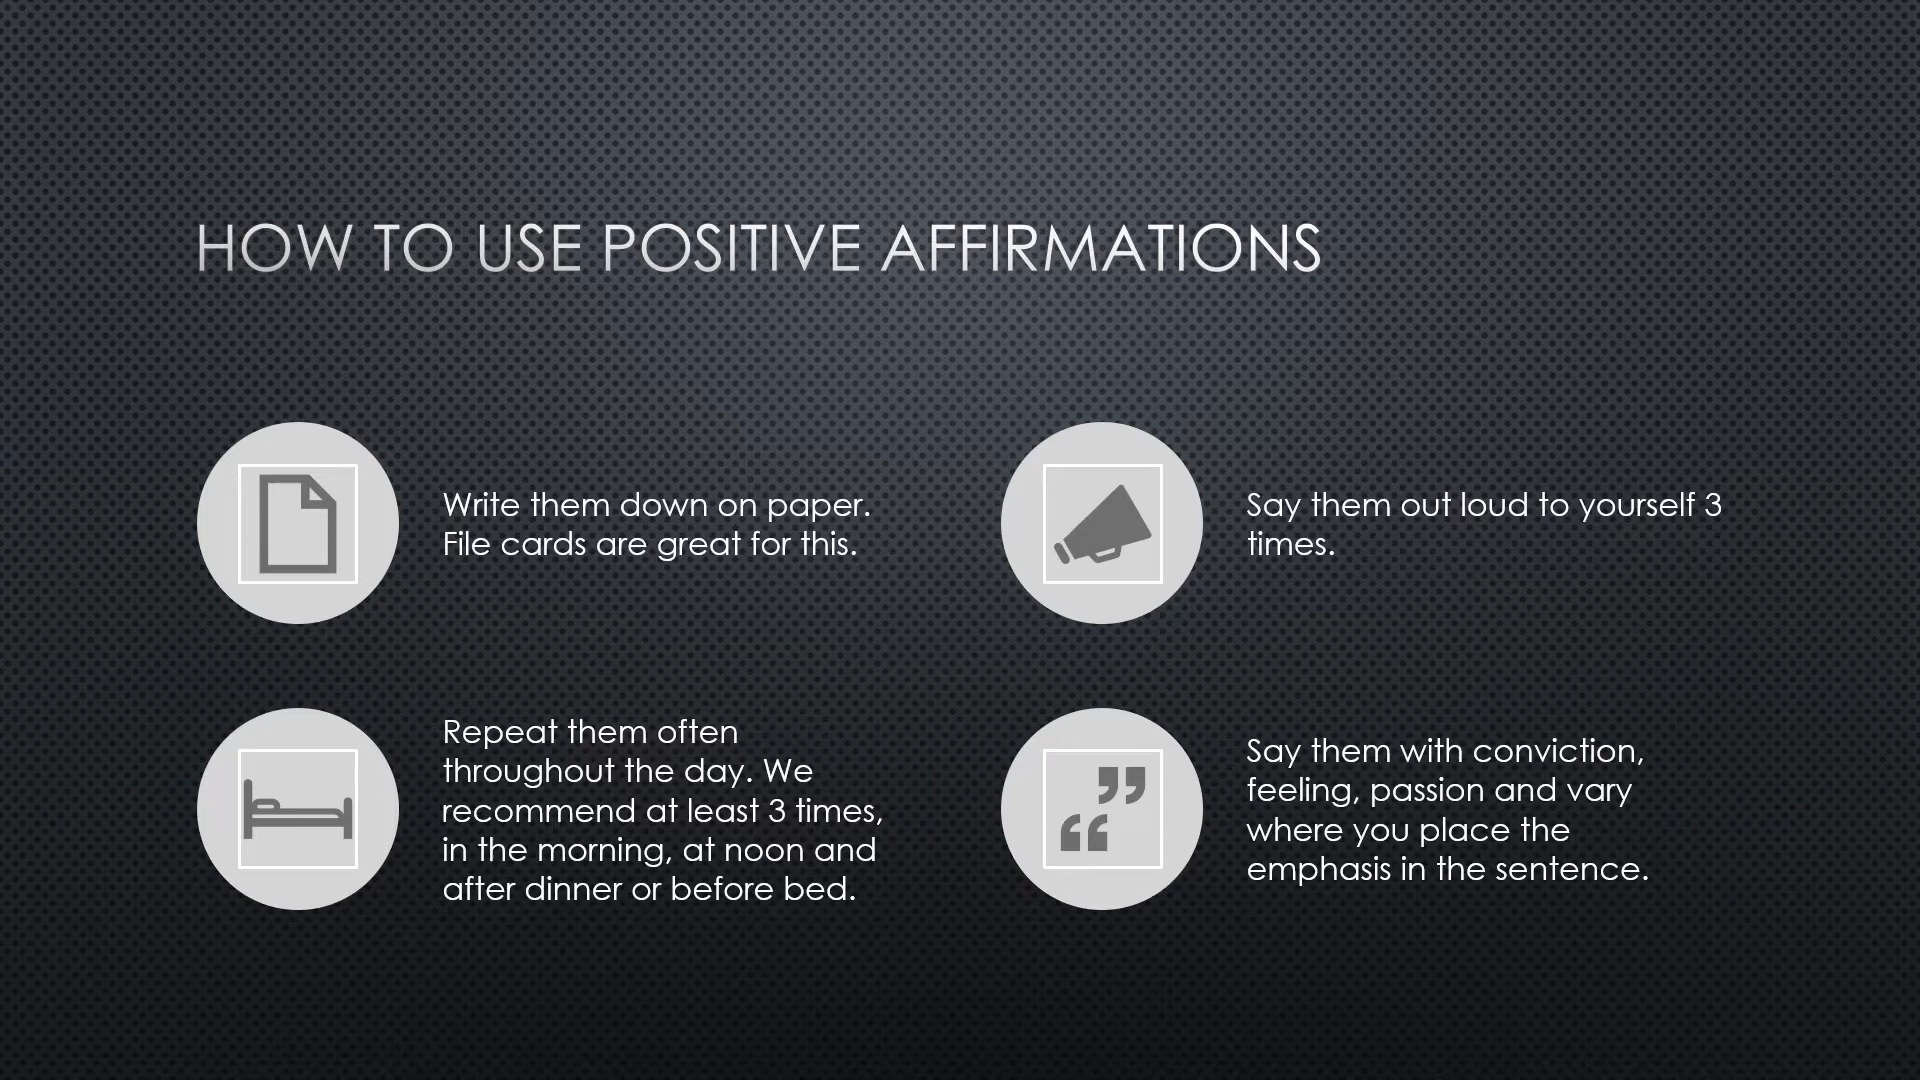 HOW TO USE POSITIVE AFFIRMATIONS
Write them down on paper.
File cards are great for this.
Say them out loud to yourself 3
times.
Repeat them often
throughout the day. We
recommend at least 3 times,
in the morning, at noon and
after dinner or before bed.
Say them with conviction,
feeling, passion and vary
where you place the
emphasis in the sentence.